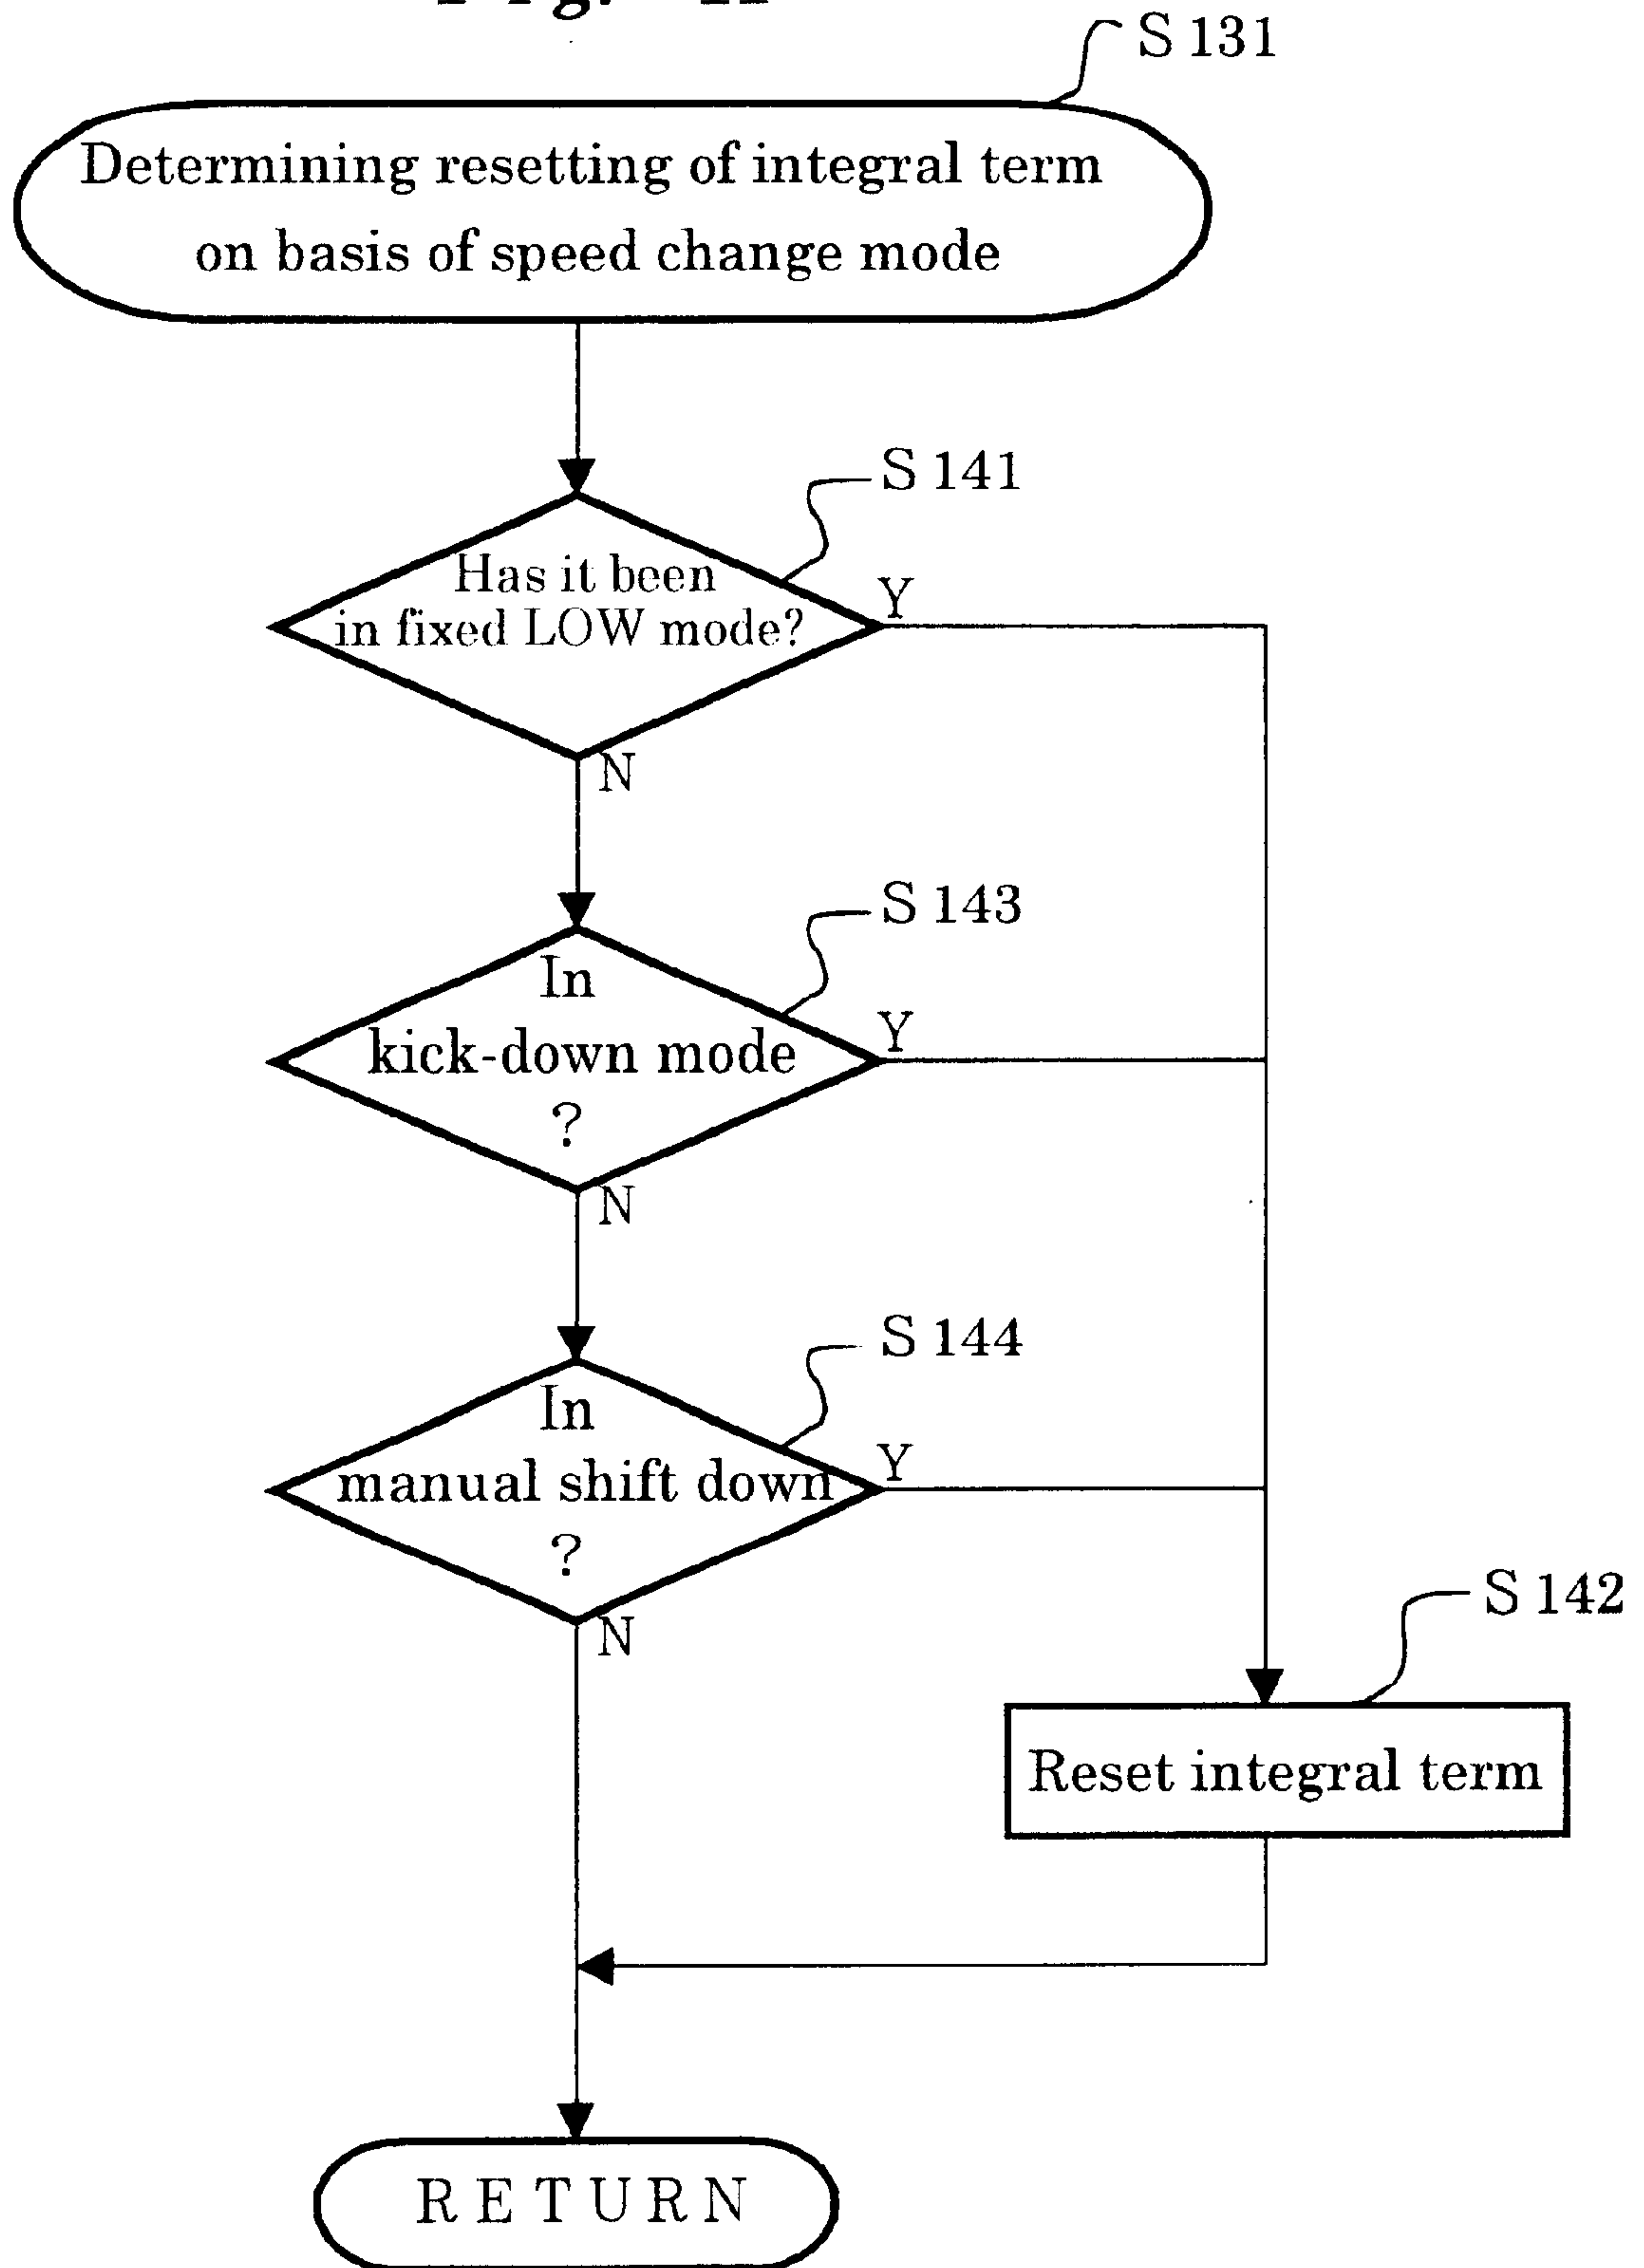 S 131
Determining resetting of integral term
on basis of speed change mode
S 141
Has it been
in fixed LOW mode?
Y
N
S 143
In
kick-down mode
?
Y
N
S 144
In
manual shift down
?
Y
N
S 142
Reset integral term
RETURN